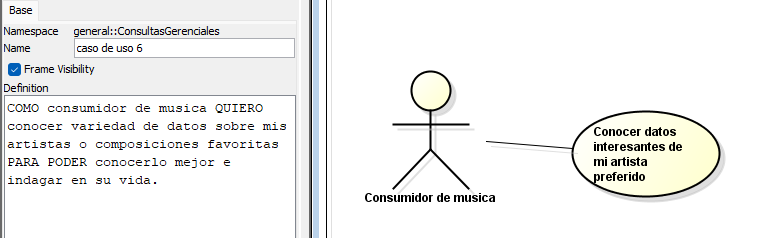 Base
Namespace general::ConsultasGerenciales
Name caso de uso 6
Frame Visibility
Definition
COMO consumidor de musica QUIERO
conocer variedad de datos sobre mis
artistas o composiciones favoritas
PARA PODER conocerlo mejor e
indagar en su vida.
Consumidor de musica
Conocer datos
interesantes de
mi artista
preferido